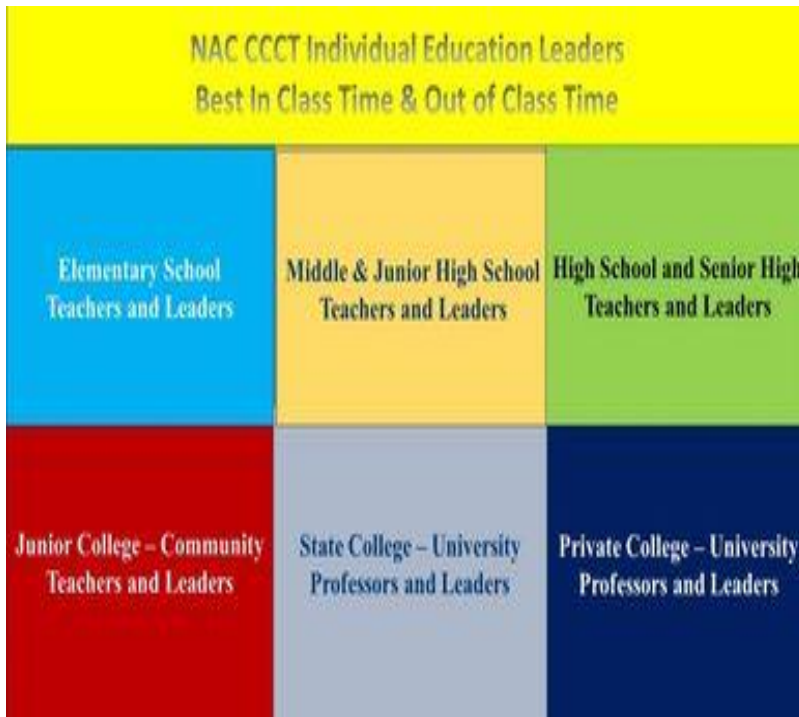 NAC CCCT Individual Education Leaders
Best In Class Time & Out of Class Time
Elementary School
Teachers and Leaders
Middle & Junior High School
Teachers and Leaders
High School and Senior High
Teachers and Leaders
Junior College – Community
Teachers and Leaders
State College – University
Professors and Leaders
Private College – University
Professors and Leaders